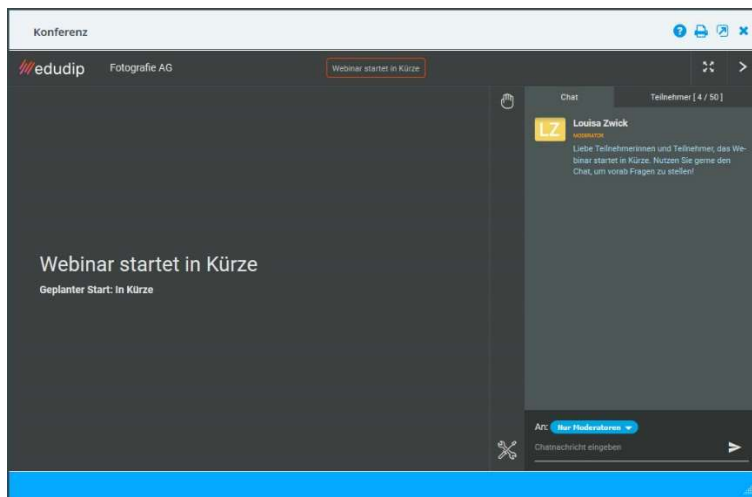 Konferenz
edudip
Fotografie AG
Webinar startet in Kürze
Chat
Teilnehmer [ 4 / 50 ]
LZ
Louisa Zwick
MODERATOR
Liebe Teilnehmerinnen und Teilnehmer, das We-
binar startet in Kürze. Nutzen Sie gerne den
Chat, um vorab Fragen zu stellen!
Webinar startet in Kürze
Geplanter Start: In Kürze
An: Nur Moderatoren
Chatnachricht eingeben